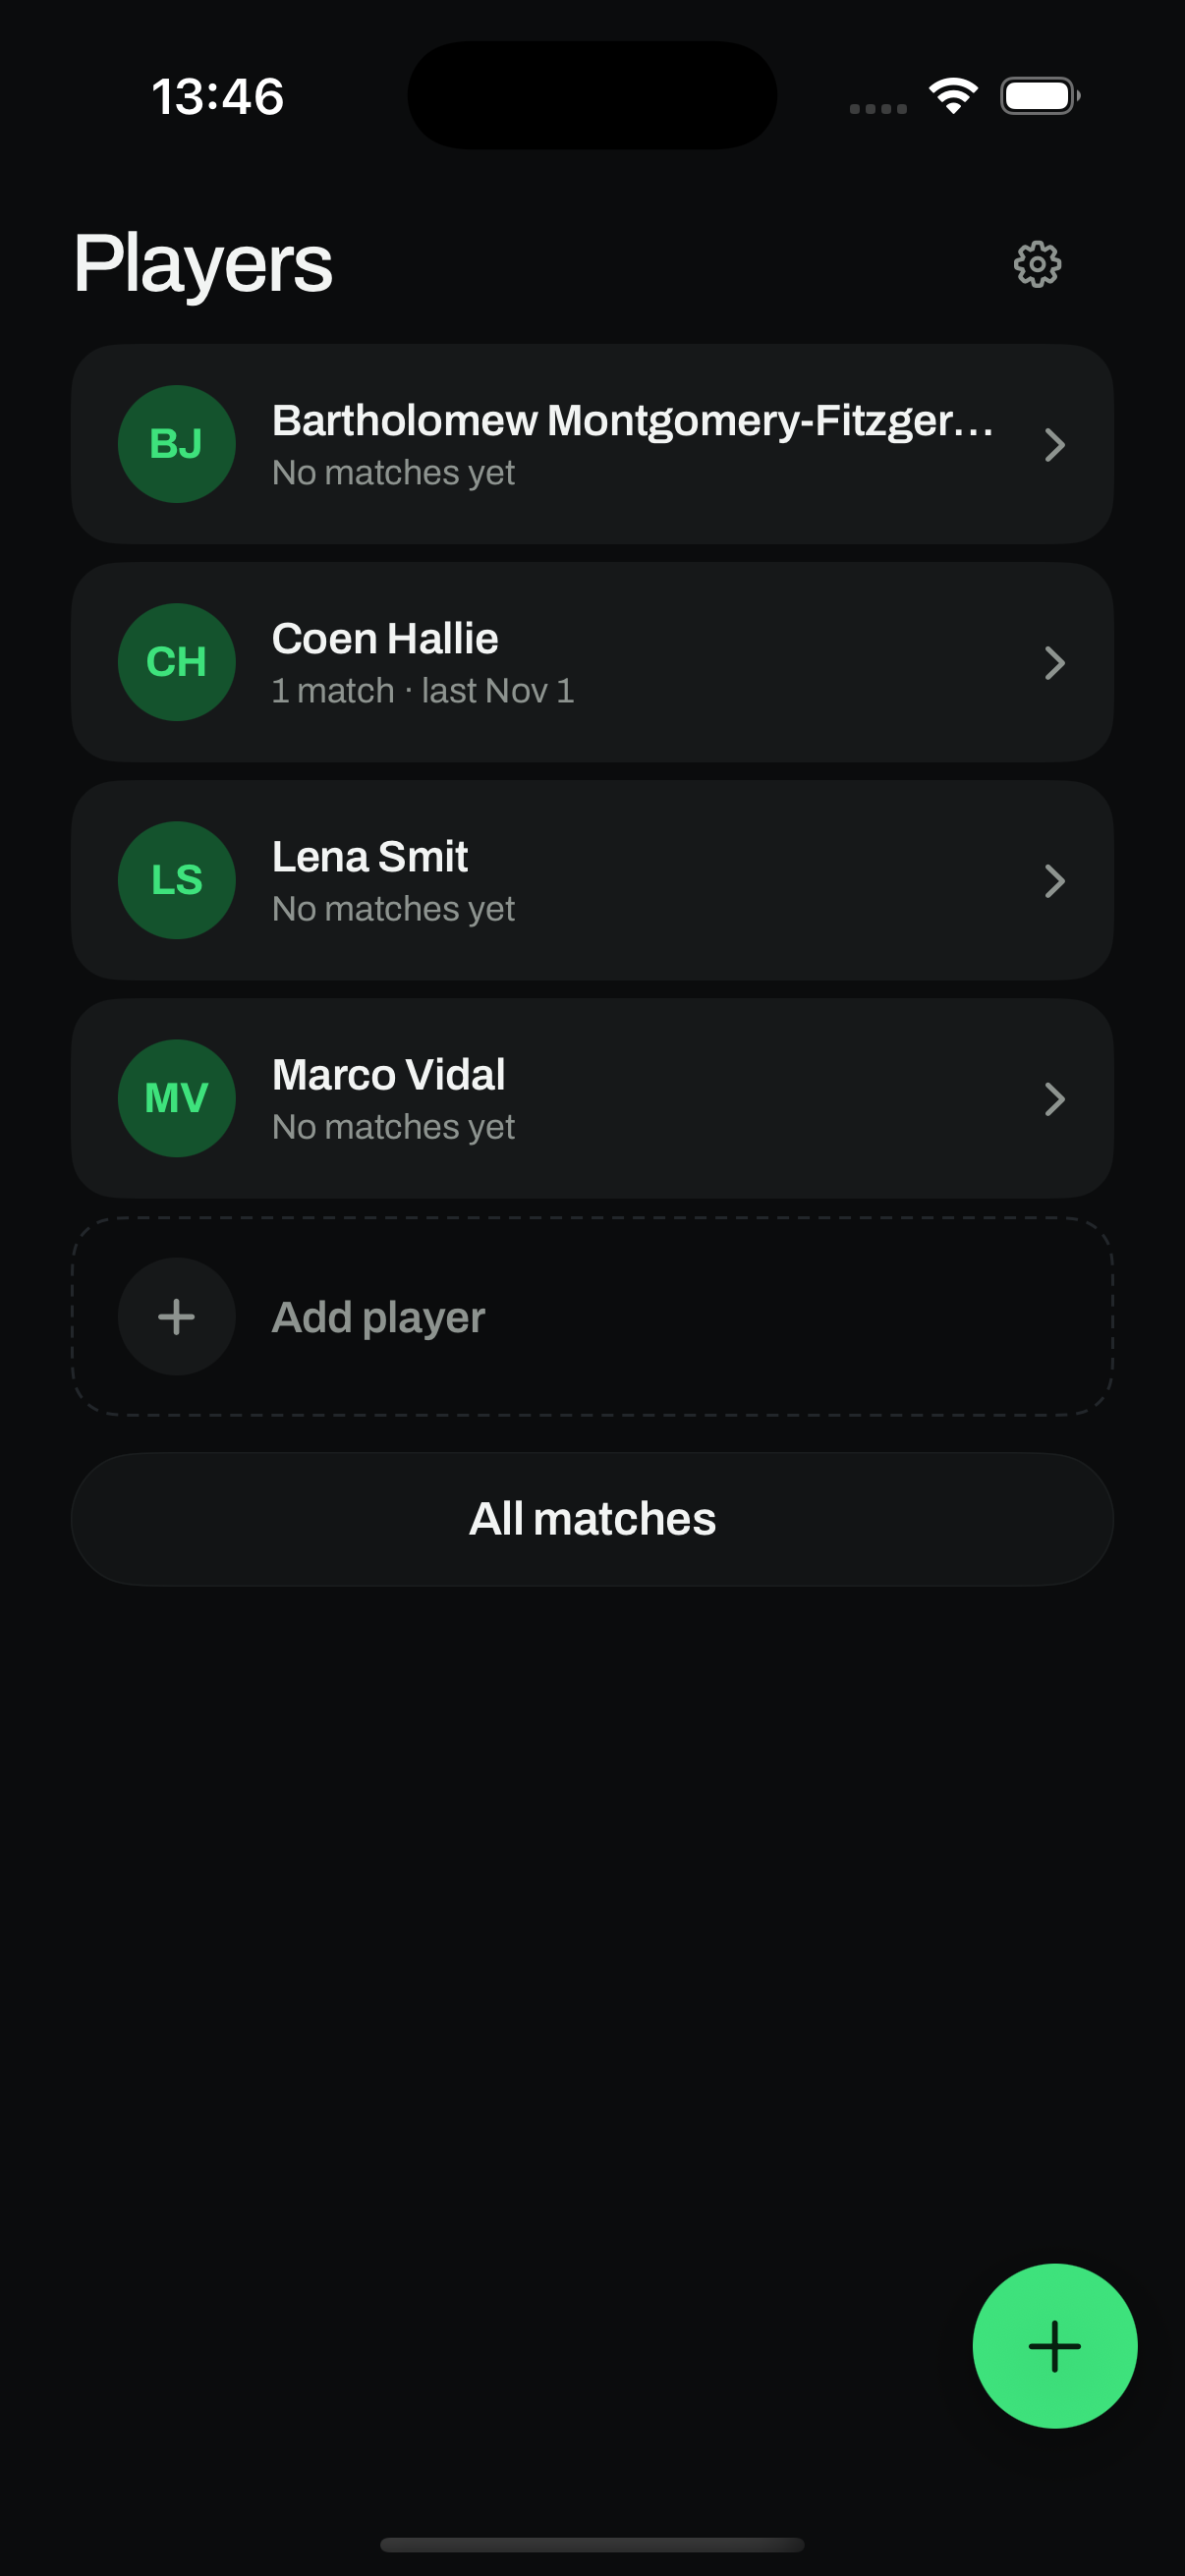 13:46
Players
BJ
Bartholomew Montgomery-Fitzger...
No matches yet
CH
Coen Hallie
1 match · last Nov 1
LS
Lena Smit
No matches yet
MV
Marco Vidal
No matches yet
Add player
All matches